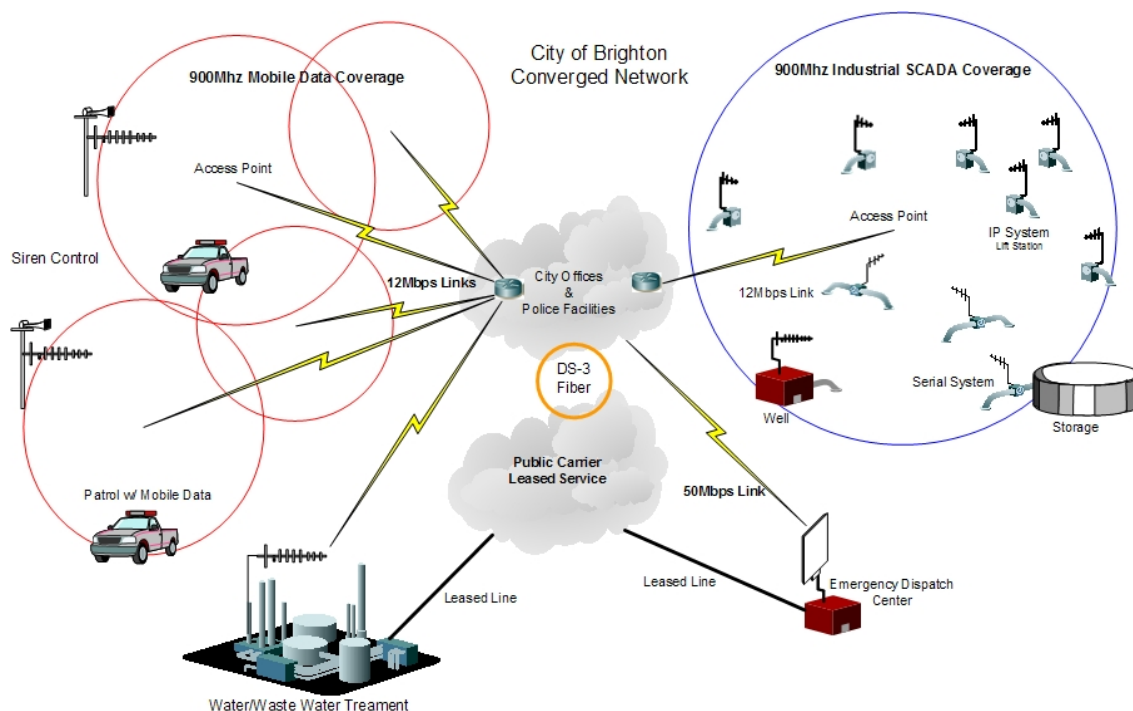 City of Brighton
Converged Network
900Mhz Mobile Data Coverage
900Mhz Industrial SCADA Coverage
Access Point
Access Point
IP System
Lift Station
Siren Control
12Mbps Links
City Offices
&
Police Facilities
12Mbps Link
DS-3
Fiber
Serial System
Well
Storage
Public Carrier
Leased Service
Patrol w/ Mobile Data
50Mbps Link
Leased Line
Leased Line
Emergency Dispatch
Center
Water/Waste Water Treament